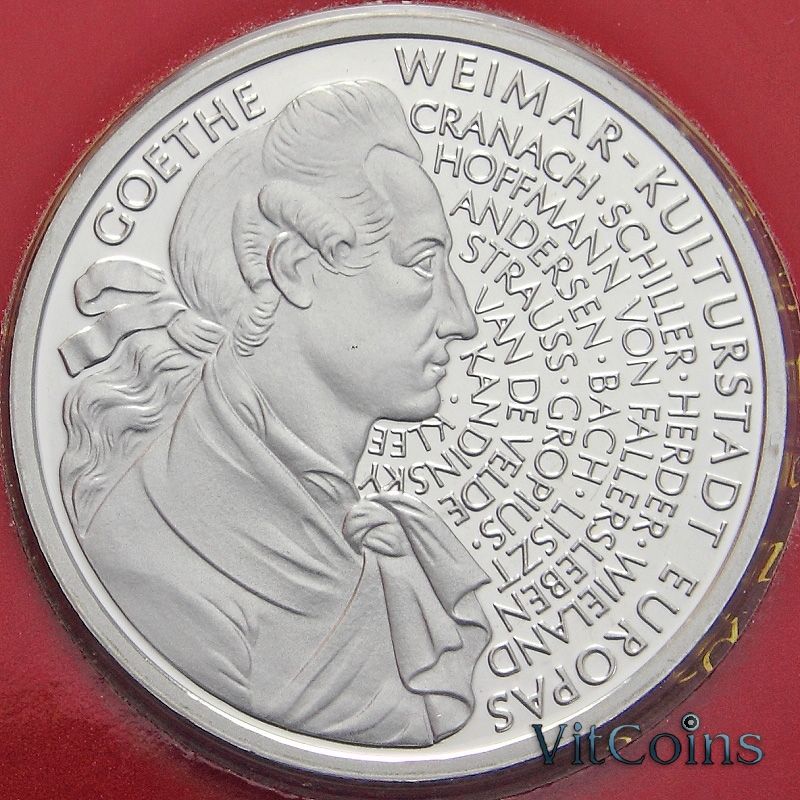 GOETHE
WEIMAR-KULTURSTADT EUROPAS
CRANACH · SCHILLER · HERDER · WIELAND
HOFFMANN VON FALLERSLEBEN
ANDERSEN · BACH · LISZT
STRAUSS · GROPIUS ·
VAN DE VELDE
KANDINSKY
KLEE
VitCoins